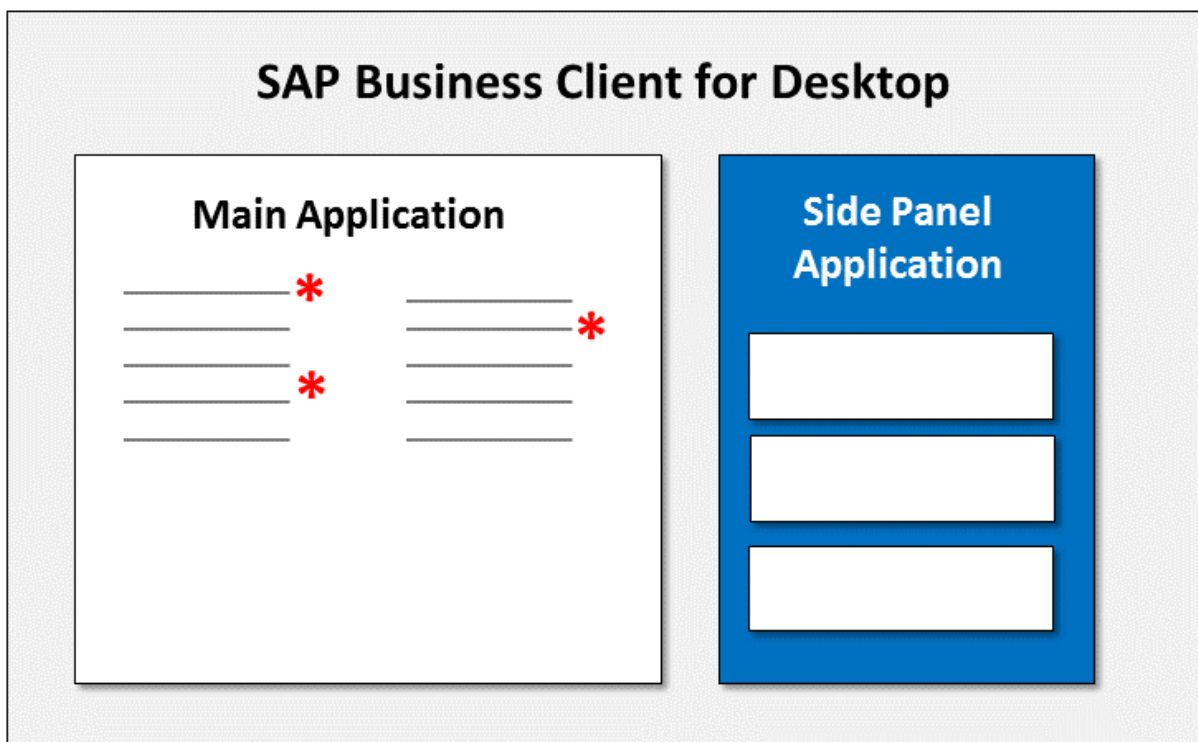 SAP Business Client for Desktop
Main Application
*
*
*
Side Panel
Application